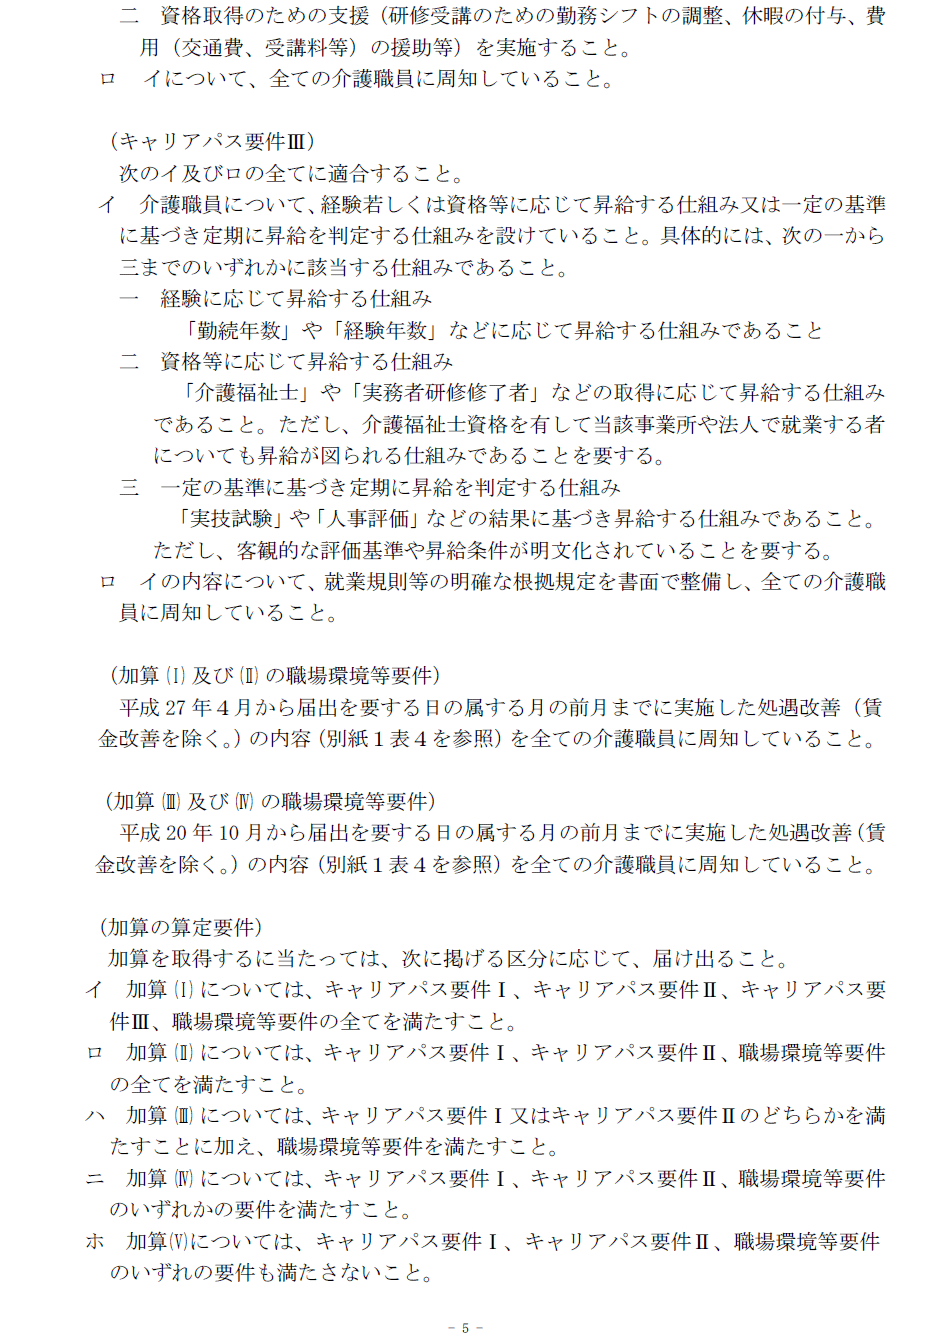 二　資格取得のための支援（研修受講のための勤務シフトの調整、休暇の付与、費
用（交通費、受講料等）の援助等）を実施すること。
ロ　イについて、全ての介護職員に周知していること。
（キャリアパス要件Ⅲ）
次のイ及びロの全てに適合すること。
イ　介護職員について、経験若しくは資格等に応じて昇給する仕組み又は一定の基準
に基づき定期に昇給を判定する仕組みを設けていること。具体的には、次の一から
三までのいずれかに該当する仕組みであること。
一　経験に応じて昇給する仕組み
「勤続年数」や「経験年数」などに応じて昇給する仕組みであること
二　資格等に応じて昇給する仕組み
「介護福祉士」や「実務者研修修了者」などの取得に応じて昇給する仕組み
であること。ただし、介護福祉士資格を有して当該事業所や法人で就業する者
についても昇給が図られる仕組みであることを要する。
三　一定の基準に基づき定期に昇給を判定する仕組み
「実技試験」や「人事評価」などの結果に基づき昇給する仕組みであること。
ただし、客観的な評価基準や昇給条件が明文化されていることを要する。
ロ　イの内容について、就業規則等の明確な根拠規定を書面で整備し、全ての介護職
員に周知していること。
（加算(Ⅰ)及び(Ⅱ)の職場環境等要件）
平成 27 年４月から届出を要する日の属する月の前月までに実施した処遇改善（賃
金改善を除く。）の内容（別紙１表４を参照）を全ての介護職員に周知していること。
（加算(Ⅲ)及び(Ⅳ)の職場環境等要件）
平成 20 年 10 月から届出を要する日の属する月の前月までに実施した処遇改善（賃
金改善を除く。）の内容（別紙１表４を参照）を全ての介護職員に周知していること。
（加算の算定要件）
加算を取得するに当たっては、次に掲げる区分に応じて、届け出ること。
イ　加算(Ⅰ)については、キャリアパス要件Ⅰ、キャリアパス要件Ⅱ、キャリアパス要
件Ⅲ、職場環境等要件の全てを満たすこと。
ロ　加算(Ⅱ)については、キャリアパス要件Ⅰ、キャリアパス要件Ⅱ、職場環境等要件
の全てを満たすこと。
ハ　加算(Ⅲ)については、キャリアパス要件Ⅰ又はキャリアパス要件Ⅱのどちらかを満
たすことに加え、職場環境等要件を満たすこと。
ニ　加算(Ⅳ)については、キャリアパス要件Ⅰ、キャリアパス要件Ⅱ、職場環境等要件
のいずれかの要件を満たすこと。
ホ　加算(Ⅴ)については、キャリアパス要件Ⅰ、キャリアパス要件Ⅱ、職場環境等要件
のいずれの要件も満たさないこと。
- 5 -